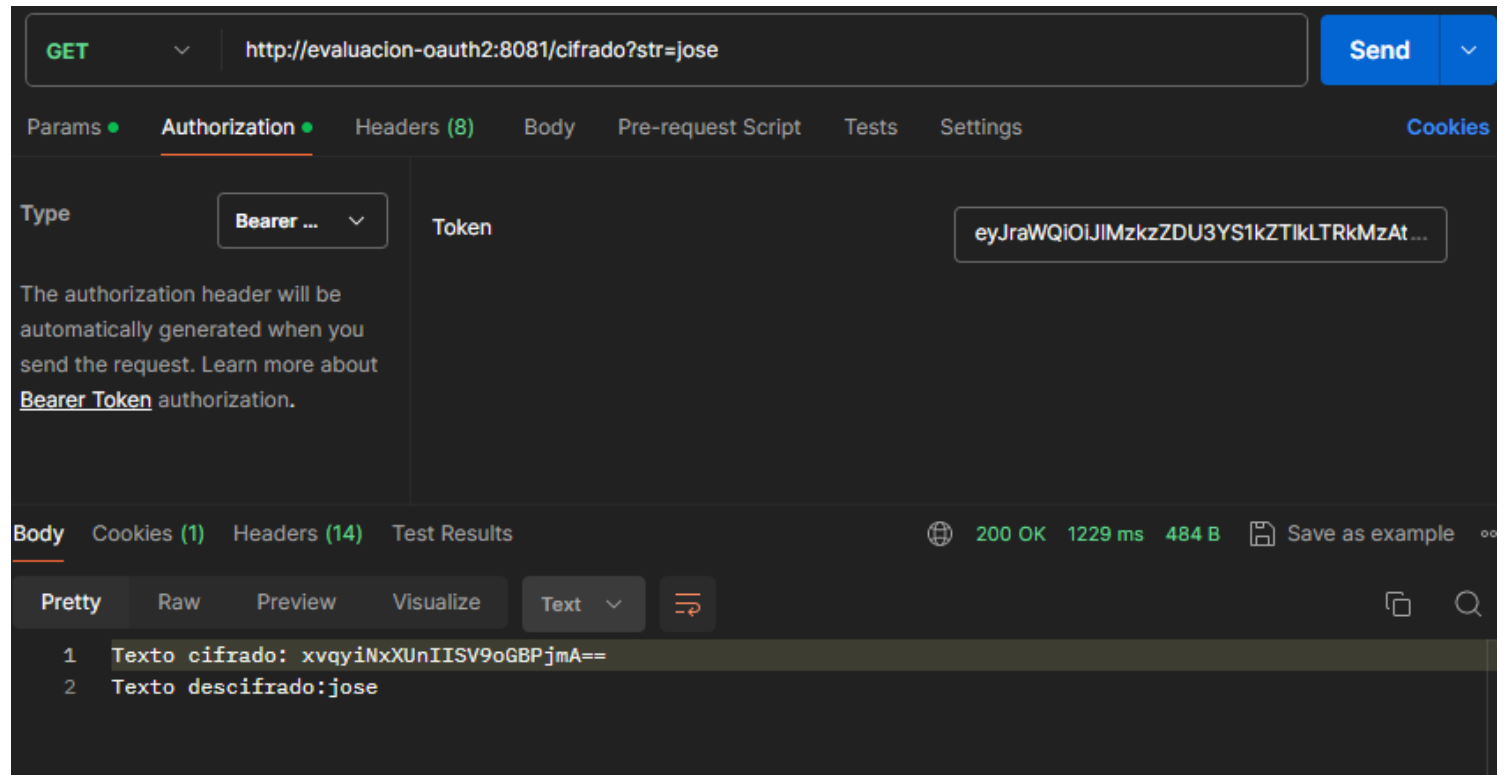 GET http://evaluacion-oauth2:8081/cifrado?str=jose Send
Params Authorization Headers (8) Body Pre-request Script Tests Settings Cookies
Type Bearer ... Token eyJraWQiOiJlMzkzZDU3YS1kZTlkLTRkMzAt...
The authorization header will be
automatically generated when you
send the request. Learn more about
Bearer Token authorization.
Body Cookies (1) Headers (14) Test Results 200 OK 1229 ms 484 B Save as example
Pretty Raw Preview Visualize Text
1 Texto cifrado: xvqyiNxXUnIISV9oGBPjmA==
2 Texto descifrado:jose